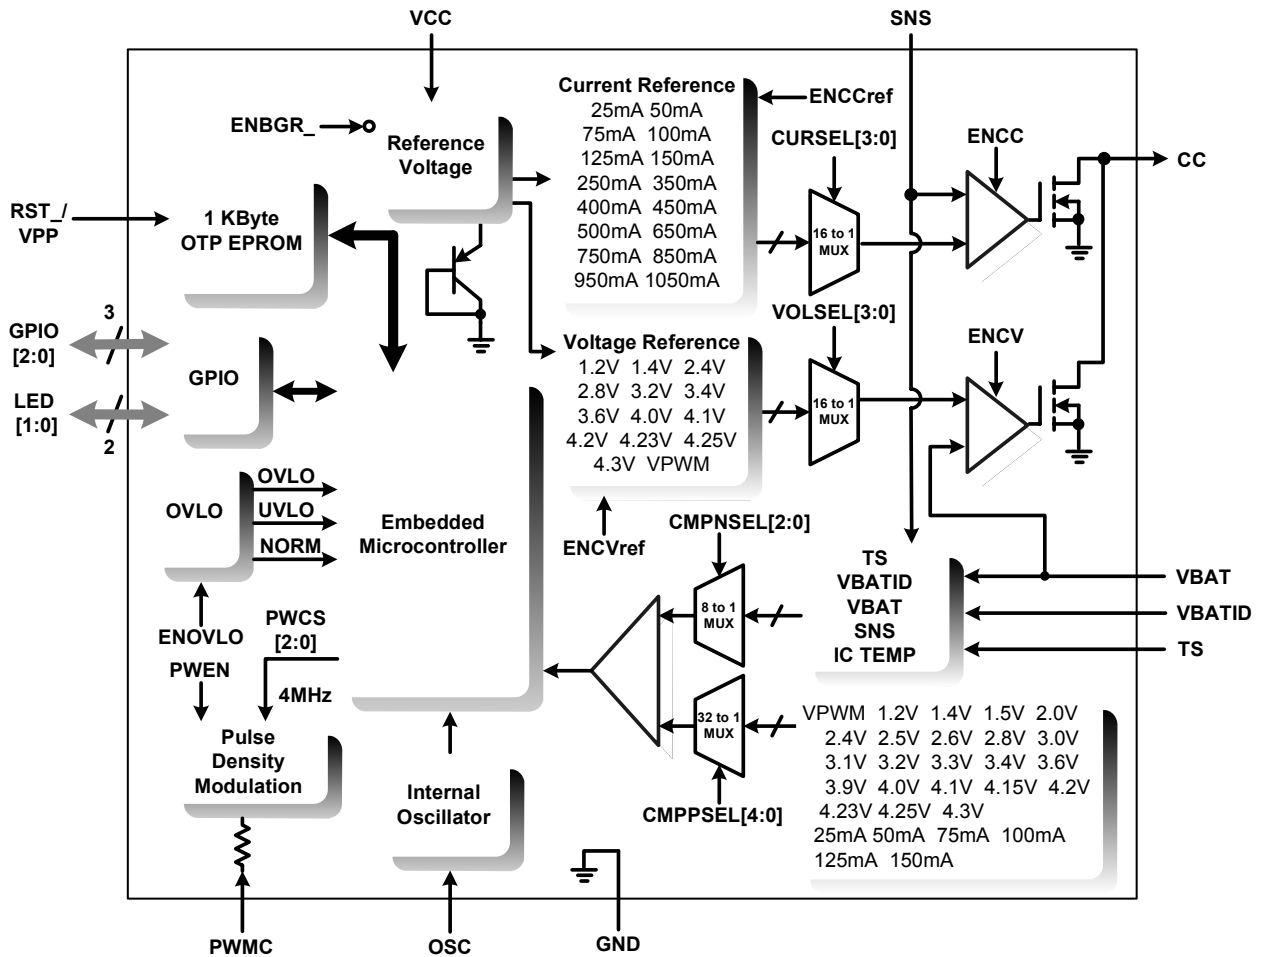 VCC
SNS
ENBGR_
Reference
Voltage
Current Reference
25mA 50mA
75mA 100mA
125mA 150mA
250mA 350mA
400mA 450mA
500mA 650mA
750mA 850mA
950mA 1050mA
ENCCref
CURSEL[3:0]
16 to 1
MUX
ENCC
CC
RST_/
VPP
1 KByte
OTP EPROM
3
GPIO
[2:0]
LED
[1:0]
2
GPIO
VOLSEL[3:0]
16 to 1
MUX
ENCV
Voltage Reference
1.2V 1.4V 2.4V
2.8V 3.2V 3.4V
3.6V 4.0V 4.1V
4.2V 4.23V 4.25V
4.3V VPWM
ENCVref
OVLO
OVLO
UVLO
NORM
ENOVLO
Embedded
Microcontroller
PWCS
[2:0]
PWEN
4MHz
Pulse
Density
Modulation
Internal
Oscillator
CMPNSEL[2:0]
8 to 1
MUX
32 to 1
MUX
CMPPSEL[4:0]
TS
VBATID
VBAT
SNS
IC TEMP
VBAT
VBATID
TS
VPWM 1.2V 1.4V 1.5V 2.0V
2.4V 2.5V 2.6V 2.8V 3.0V
3.1V 3.2V 3.3V 3.4V 3.6V
3.9V 4.0V 4.1V 4.15V 4.2V
4.23V 4.25V 4.3V
25mA 50mA 75mA 100mA
125mA 150mA
PWMC
OSC
GND